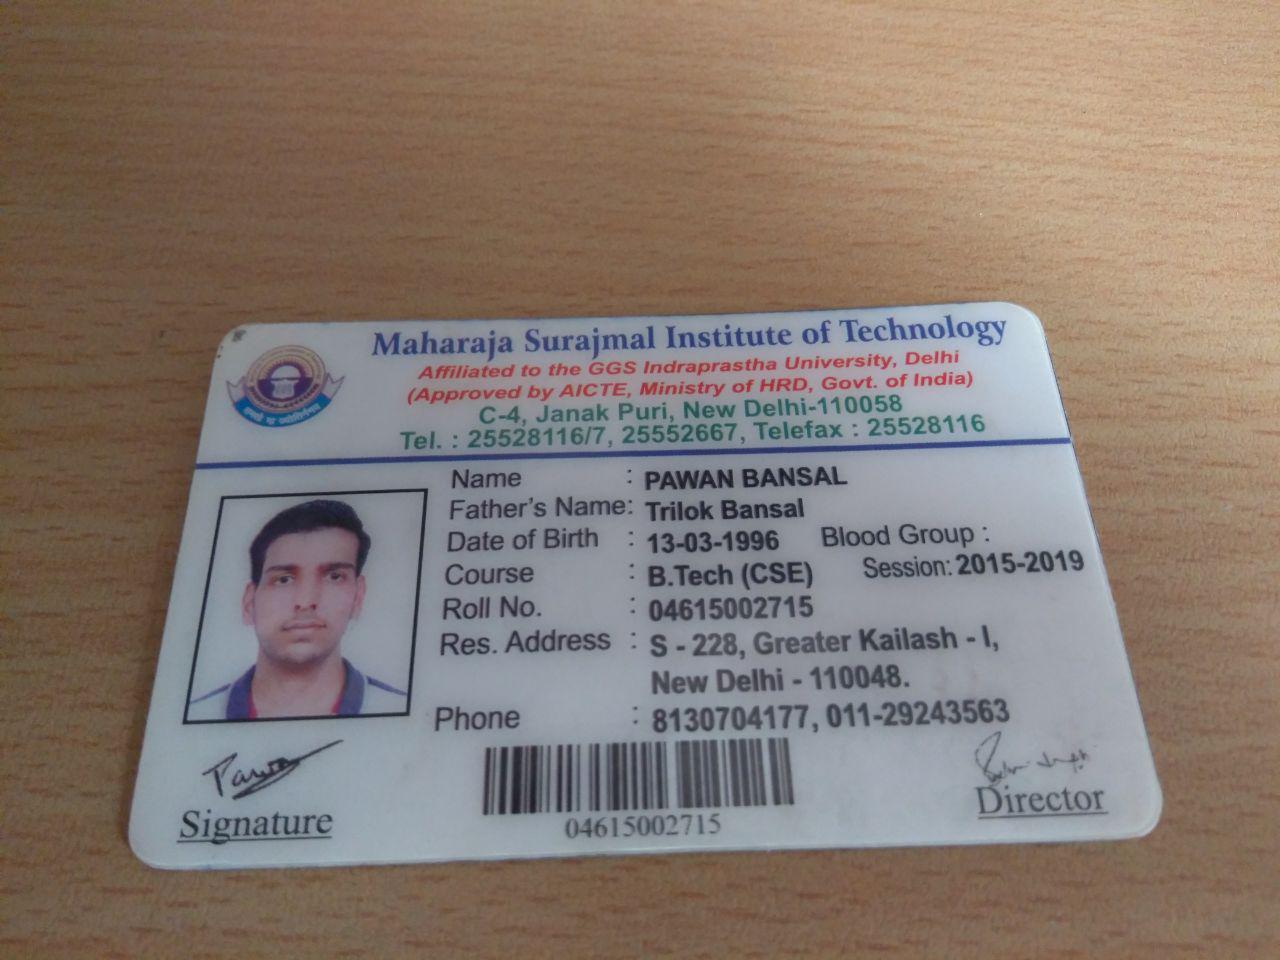 Maharaja Surajmal Institute of Technology
Affiliated to the GGS Indraprastha University, Delhi
(Approved by AICTE, Ministry of HRD, Govt. of India)
C-4, Janak Puri, New Delhi-110058
Tel. : 25528116/7, 25552667, Telefax : 25528116
Name : PAWAN BANSAL
Father's Name: Trilok Bansal
Date of Birth : 13-03-1996 Blood Group :
Course : B.Tech (CSE) Session: 2015-2019
Roll No. : 04615002715
Res. Address : S - 228, Greater Kailash - I,
New Delhi - 110048.
Phone : 8130704177, 011-29243563
Pawan
Signature
04615002715
Director